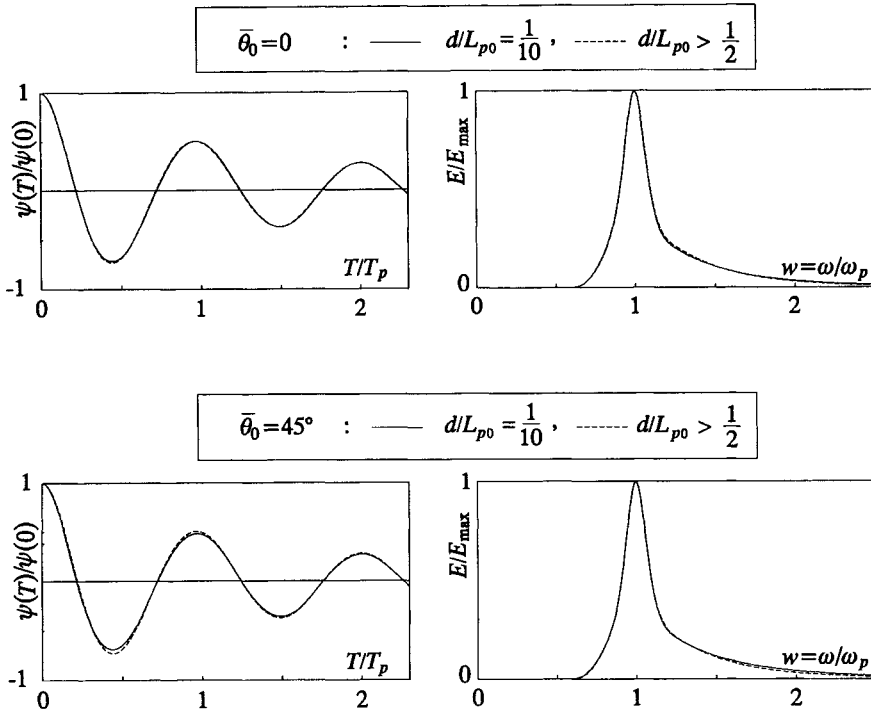 θ̄₀=0 : —— d/Lₚ₀=1/10 , ------ d/Lₚ₀ > 1/2
1
ψ(T)/ψ(0)
-1
T/Tₚ
0 1 2
1
E/E_max
0
w=ω/ωₚ
0 1 2
θ̄₀=45° : —— d/Lₚ₀=1/10 , ------ d/Lₚ₀ > 1/2
1
ψ(T)/ψ(0)
-1
T/Tₚ
0 1 2
1
E/E_max
0
w=ω/ωₚ
0 1 2